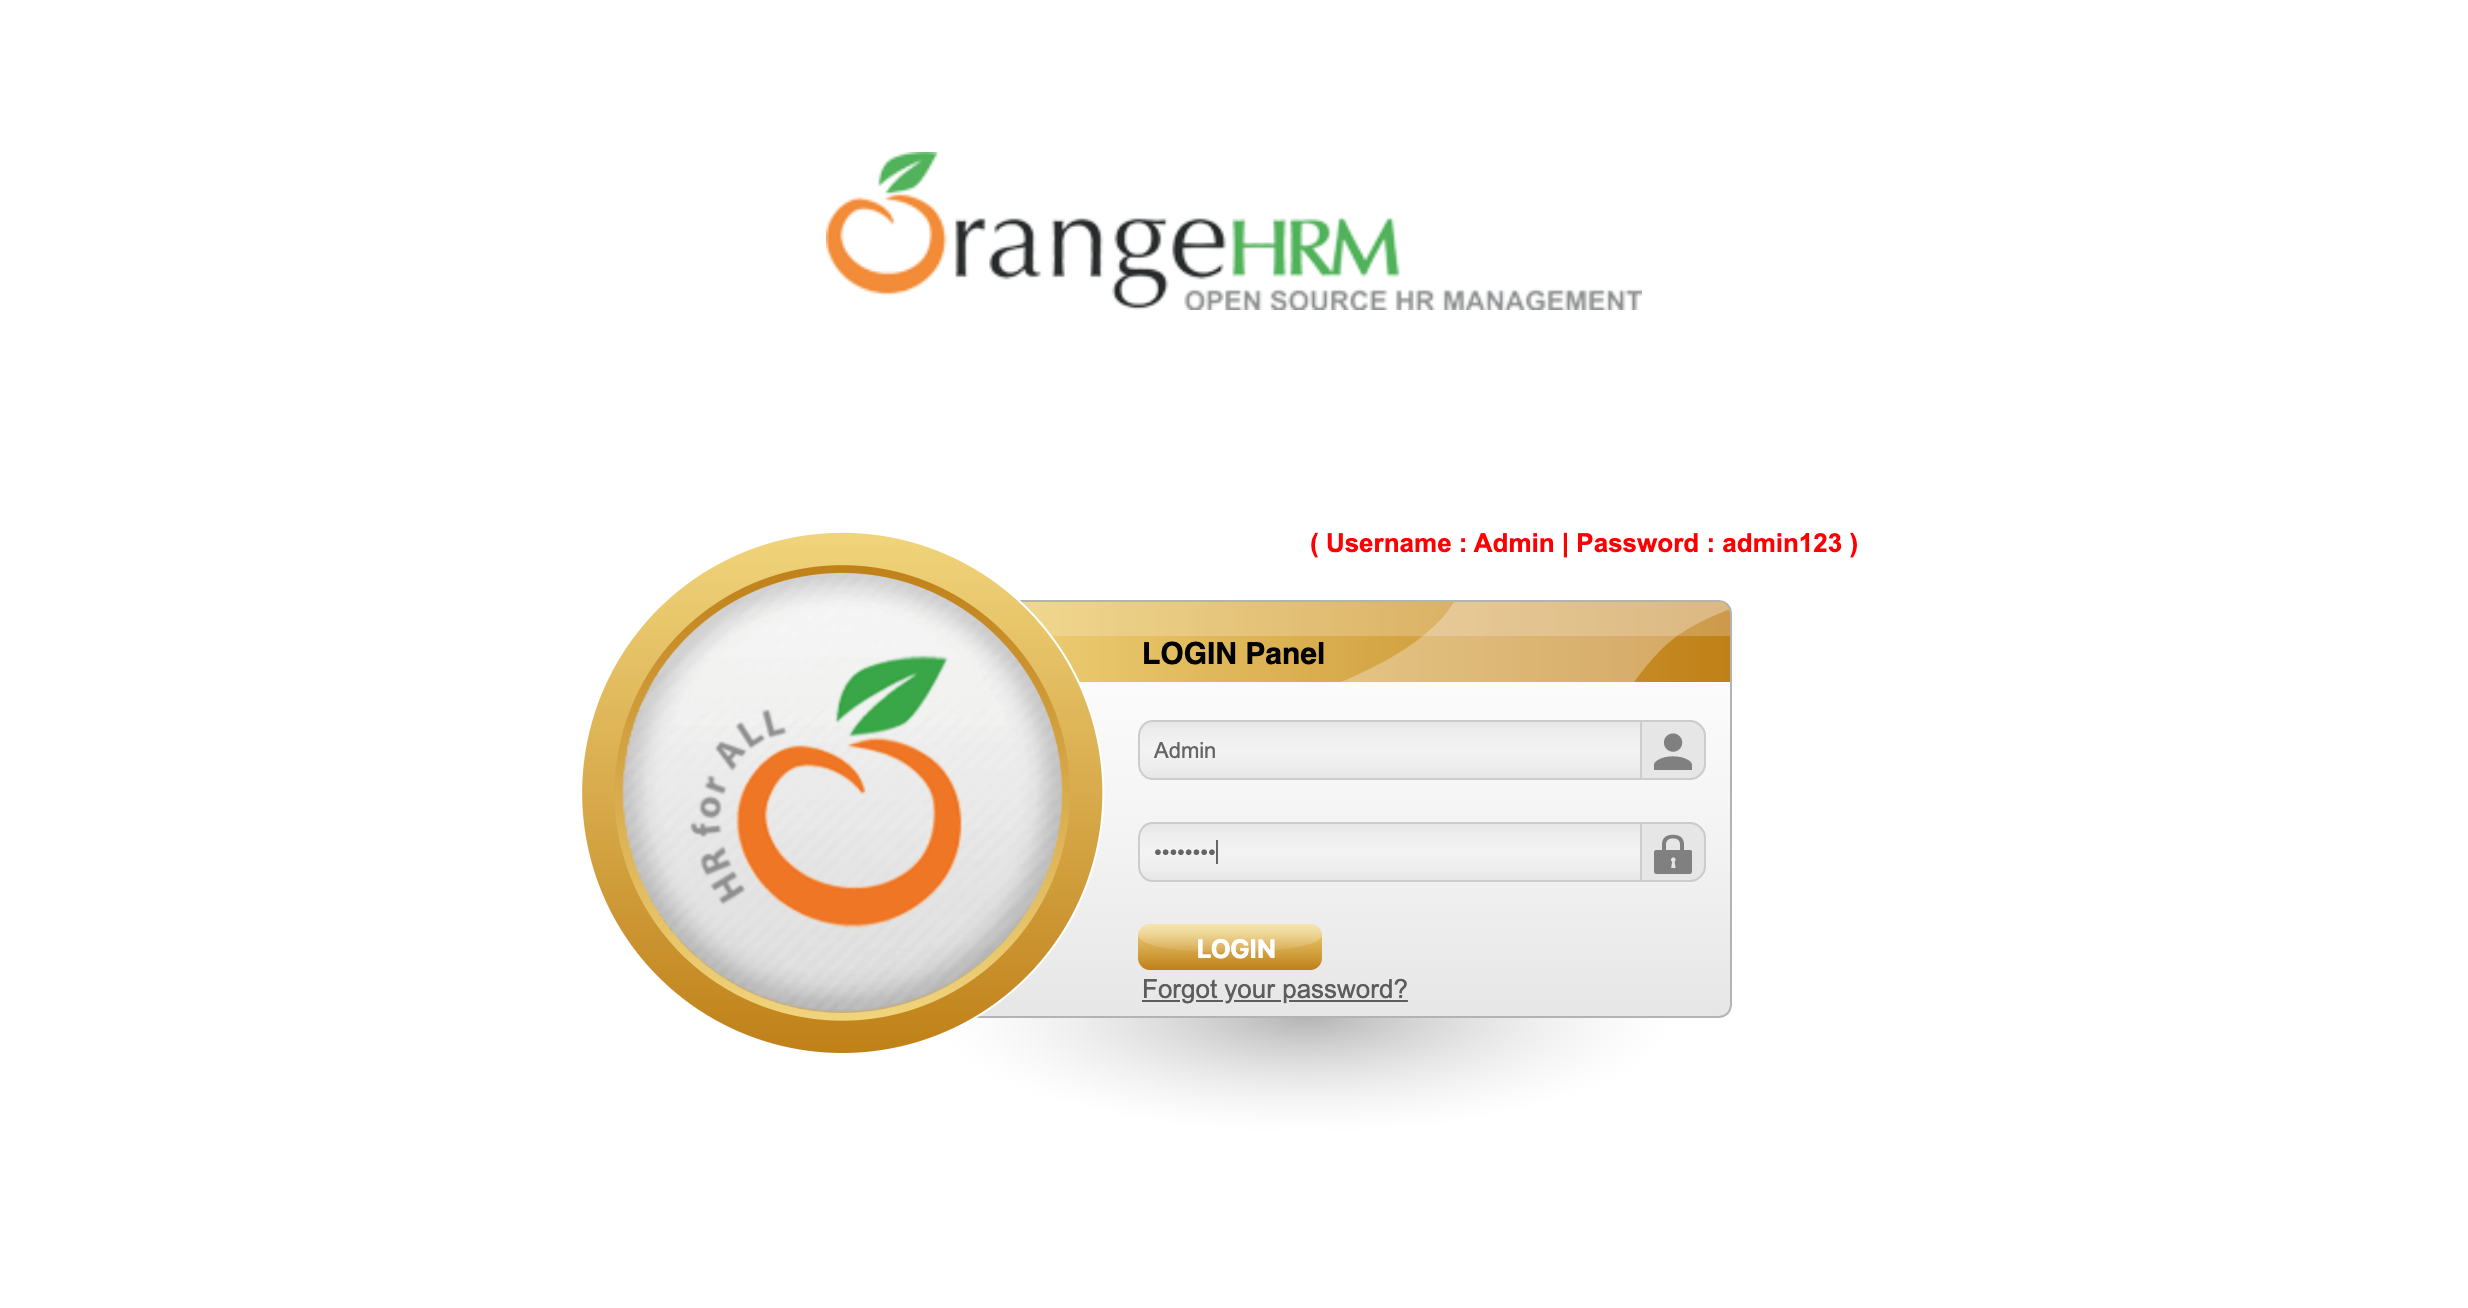 OrangeHRM
OPEN SOURCE HR MANAGEMENT
( Username : Admin | Password : admin123 )
LOGIN Panel
HR for ALL
Admin
••••••••
LOGIN
Forgot your password?